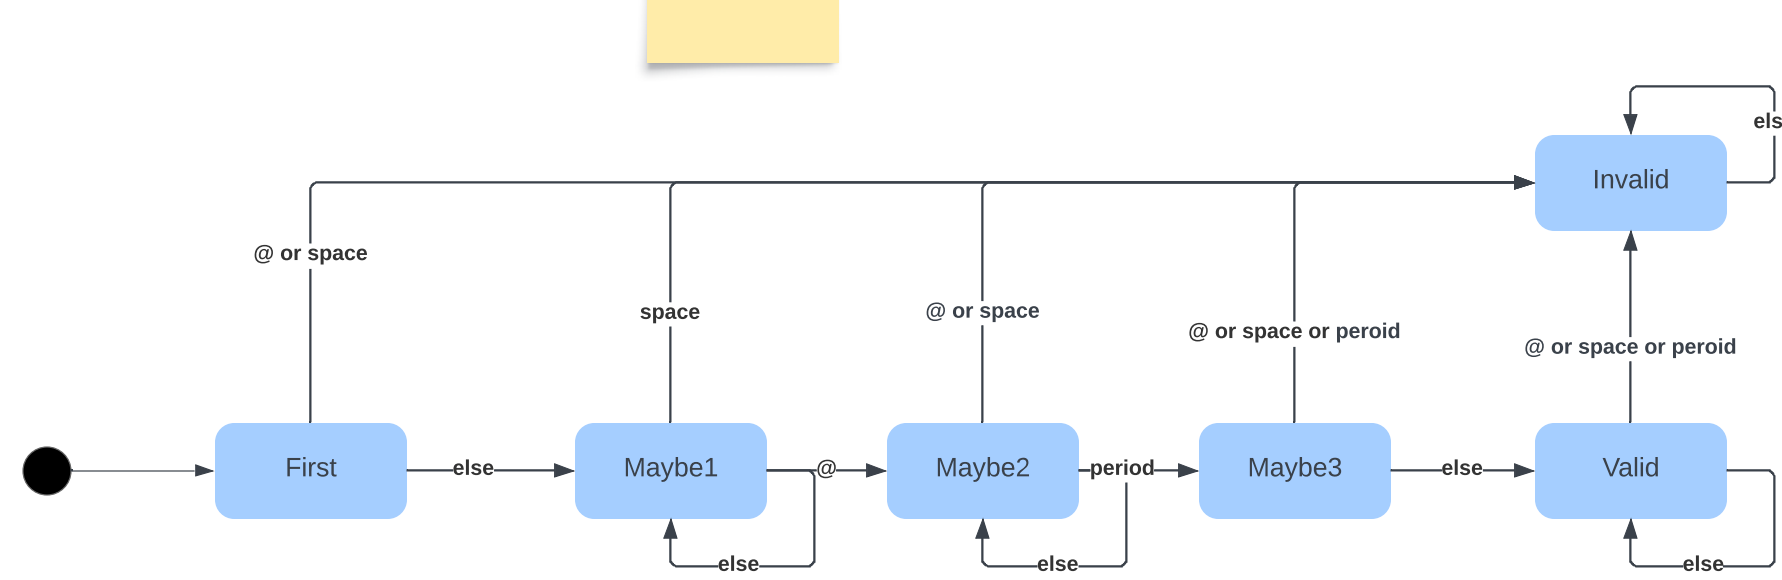 els
Invalid
@ or space
space
@ or space
@ or space or peroid
@ or space or peroid
First
else
Maybe1
@
Maybe2
period
Maybe3
else
Valid
else
else
else